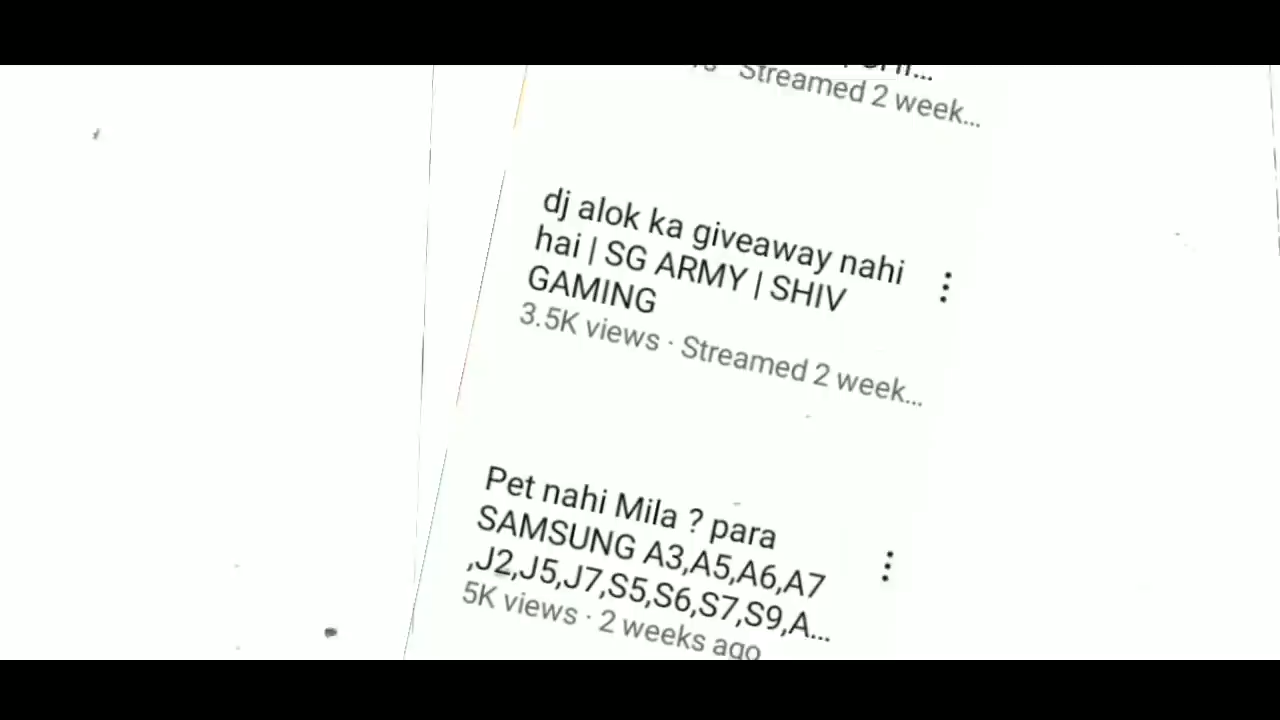 Streamed 2 week...
dj alok ka giveaway nahi
hai | SG ARMY | SHIV
GAMING
3.5K views · Streamed 2 week...
Pet nahi Mila ? para
SAMSUNG A3,A5,A6,A7
,J2,J5,J7,S5,S6,S7,S9,A...
5K views · 2 weeks ago